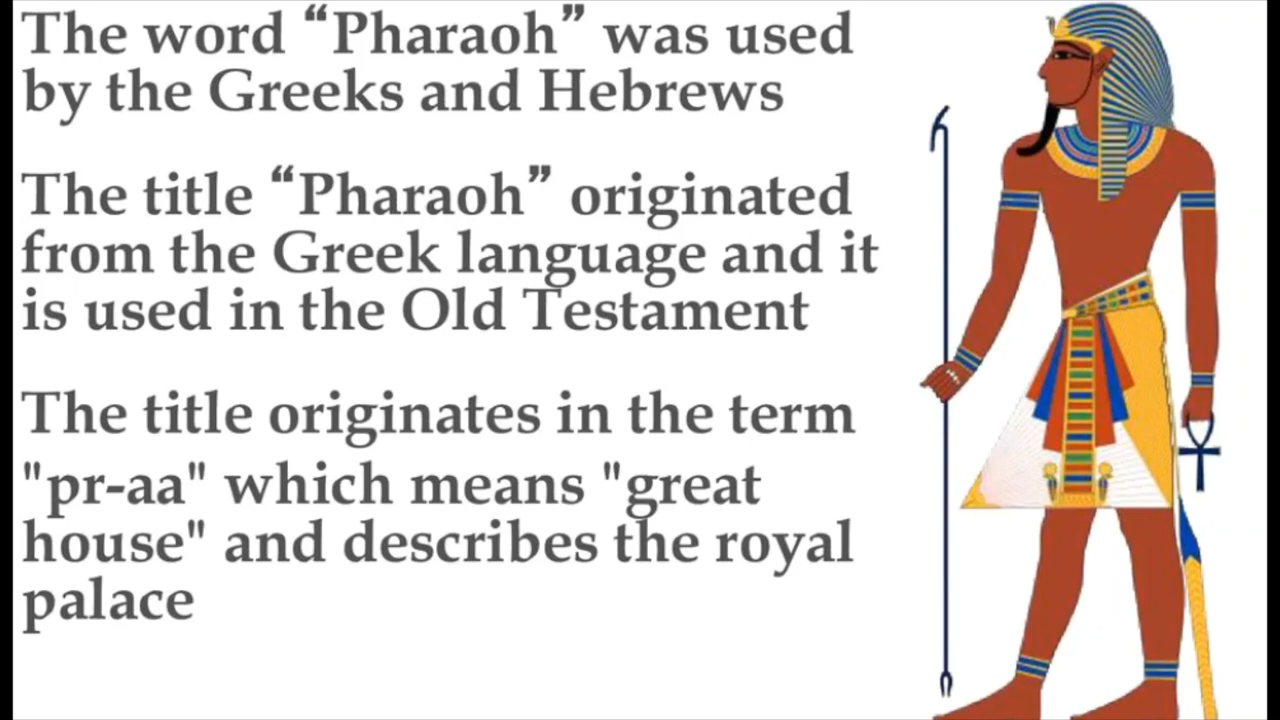 The word “Pharaoh” was used
by the Greeks and Hebrews
The title “Pharaoh” originated
from the Greek language and it
is used in the Old Testament
The title originates in the term
"pr-aa" which means "great
house" and describes the royal
palace